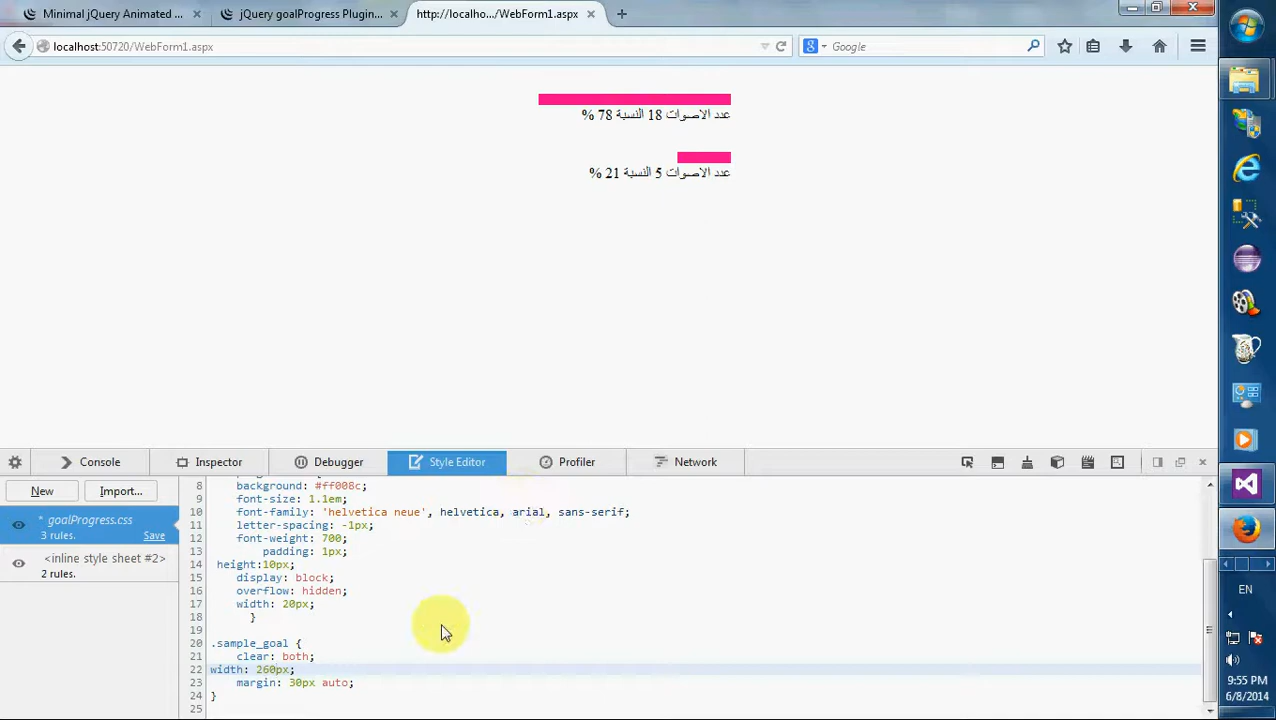 Minimal jQuery Animated ...
jQuery goalProgress Plugin...
http://localho.../WebForm1.aspx
localhost:50720/WebForm1.aspx
Google
عدد الاصوات 18 النسبة 78 %
عدد الاصوات 5 النسبة 21 %
Console
Inspector
Debugger
Style Editor
Profiler
Network
New
Import...
* goalProgress.css
3 rules.
Save
<inline style sheet #2>
2 rules.
8 background: #ff008c;
9 font-size: 1.1em;
10 font-family: 'helvetica neue', helvetica, arial, sans-serif;
11 letter-spacing: -1px;
12 font-weight: 700;
13 padding: 1px;
14 height:10px;
15 display: block;
16 overflow: hidden;
17 width: 20px;
18 }
19
20 .sample_goal {
21 clear: both;
22 width: 260px;
23 margin: 30px auto;
24 }
25
EN
9:55 PM
6/8/2014